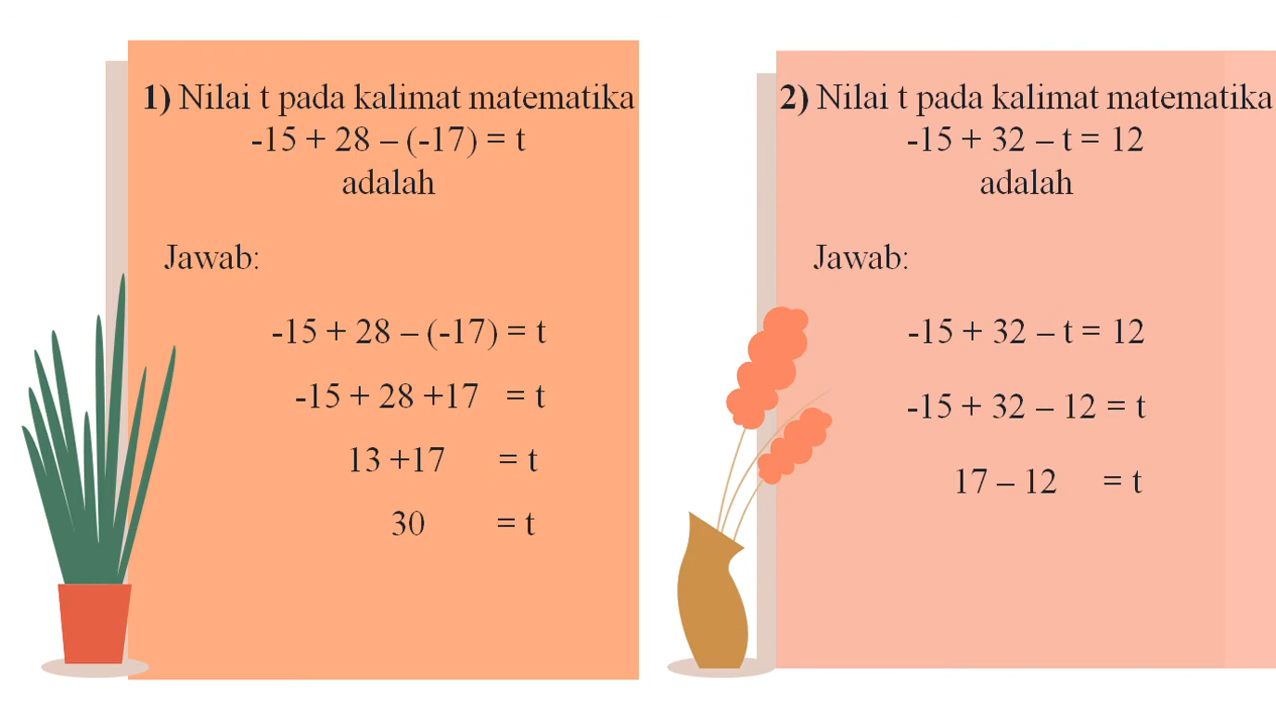 1) Nilai t pada kalimat matematika
-15 + 28 – (-17) = t
adalah
Jawab:
-15 + 28 – (-17) = t
-15 + 28 +17 = t
13 +17 = t
30 = t
2) Nilai t pada kalimat matematika
-15 + 32 – t = 12
adalah
Jawab:
-15 + 32 – t = 12
-15 + 32 – 12 = t
17 – 12 = t